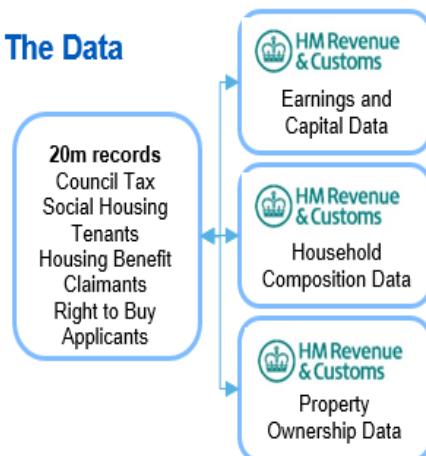 The Data
20m records
Council Tax
Social Housing
Tenants
Housing Benefit
Claimants
Right to Buy
Applicants
HM Revenue
& Customs
Earnings and
Capital Data
HM Revenue
& Customs
Household
Composition Data
HM Revenue
& Customs
Property
Ownership Data